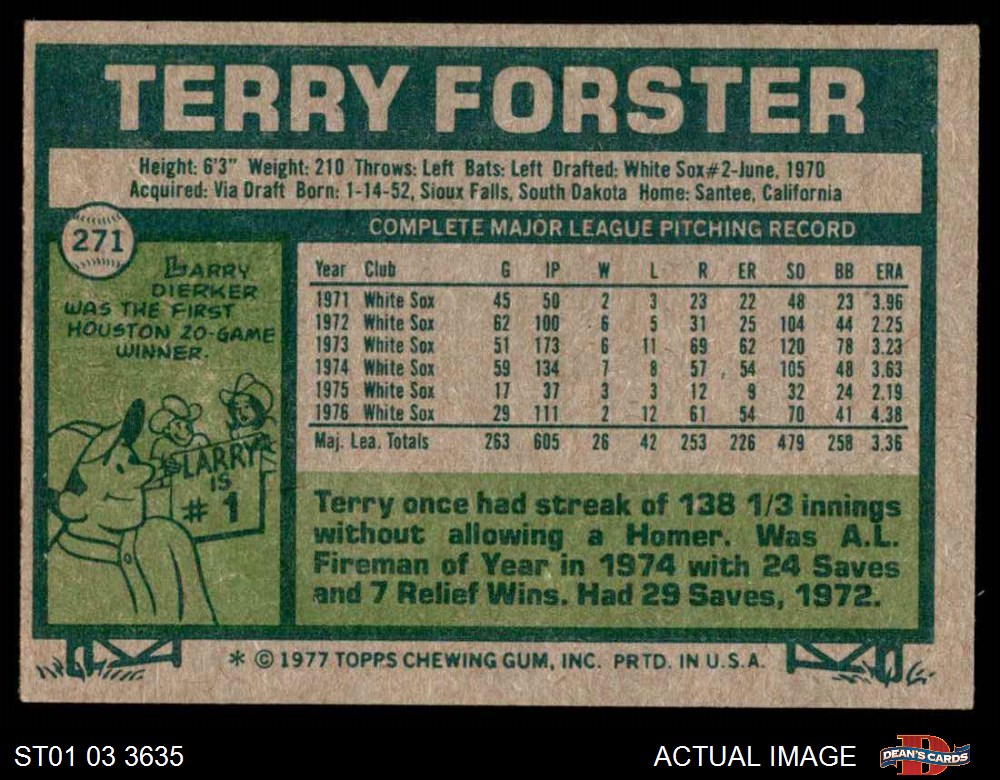 TERRY FORSTER
Height: 6'3" Weight: 210 Throws: Left Bats: Left Drafted: White Sox#2-June, 1970
Acquired: Via Draft Born: 1-14-52, Sioux Falls, South Dakota Home: Santee, California
271
LARRY
DIERKER
WAS THE FIRST
HOUSTON 20-GAME
WINNER.
LARRY
IS
# 1
COMPLETE MAJOR LEAGUE PITCHING RECORD
Year Club G IP W L R ER SO BB ERA
1971 White Sox 45 50 2 3 23 22 48 23 3.96
1972 White Sox 62 100 6 5 31 25 104 44 2.25
1973 White Sox 51 173 6 11 69 62 120 78 3.23
1974 White Sox 59 134 7 8 57 54 105 48 3.63
1975 White Sox 17 37 3 3 12 9 32 24 2.19
1976 White Sox 29 111 2 12 61 54 70 41 4.38
Maj. Lea. Totals 263 605 26 42 253 226 479 258 3.36
Terry once had streak of 138 1/3 innings
without allowing a Homer. Was A.L.
Fireman of Year in 1974 with 24 Saves
and 7 Relief Wins. Had 29 Saves, 1972.
* © 1977 TOPPS CHEWING GUM, INC. PRTD. IN U.S.A.
ST01 03 3635
ACTUAL IMAGE
D
DEAN'S CARDS